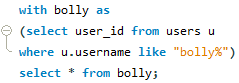 with bolly as
(select user_id from users u
where u.username like "bolly%")
select * from bolly;